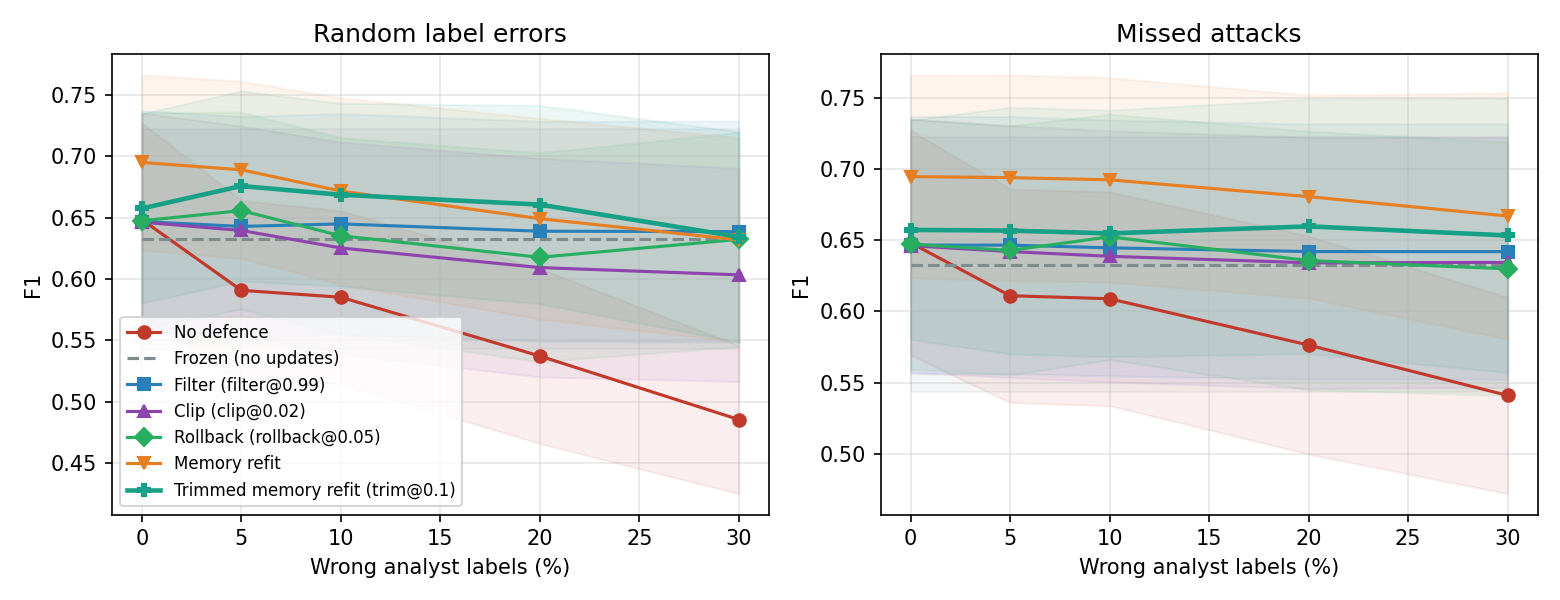 Random label errors
F1
0.75
0.70
0.65
0.60
0.55
0.50
0.45
No defence
Frozen (no updates)
Filter (filter@0.99)
Clip (clip@0.02)
Rollback (rollback@0.05)
Memory refit
Trimmed memory refit (trim@0.1)
0 5 10 15 20 25 30
Wrong analyst labels (%)
Missed attacks
F1
0.75
0.70
0.65
0.60
0.55
0.50
0 5 10 15 20 25 30
Wrong analyst labels (%)